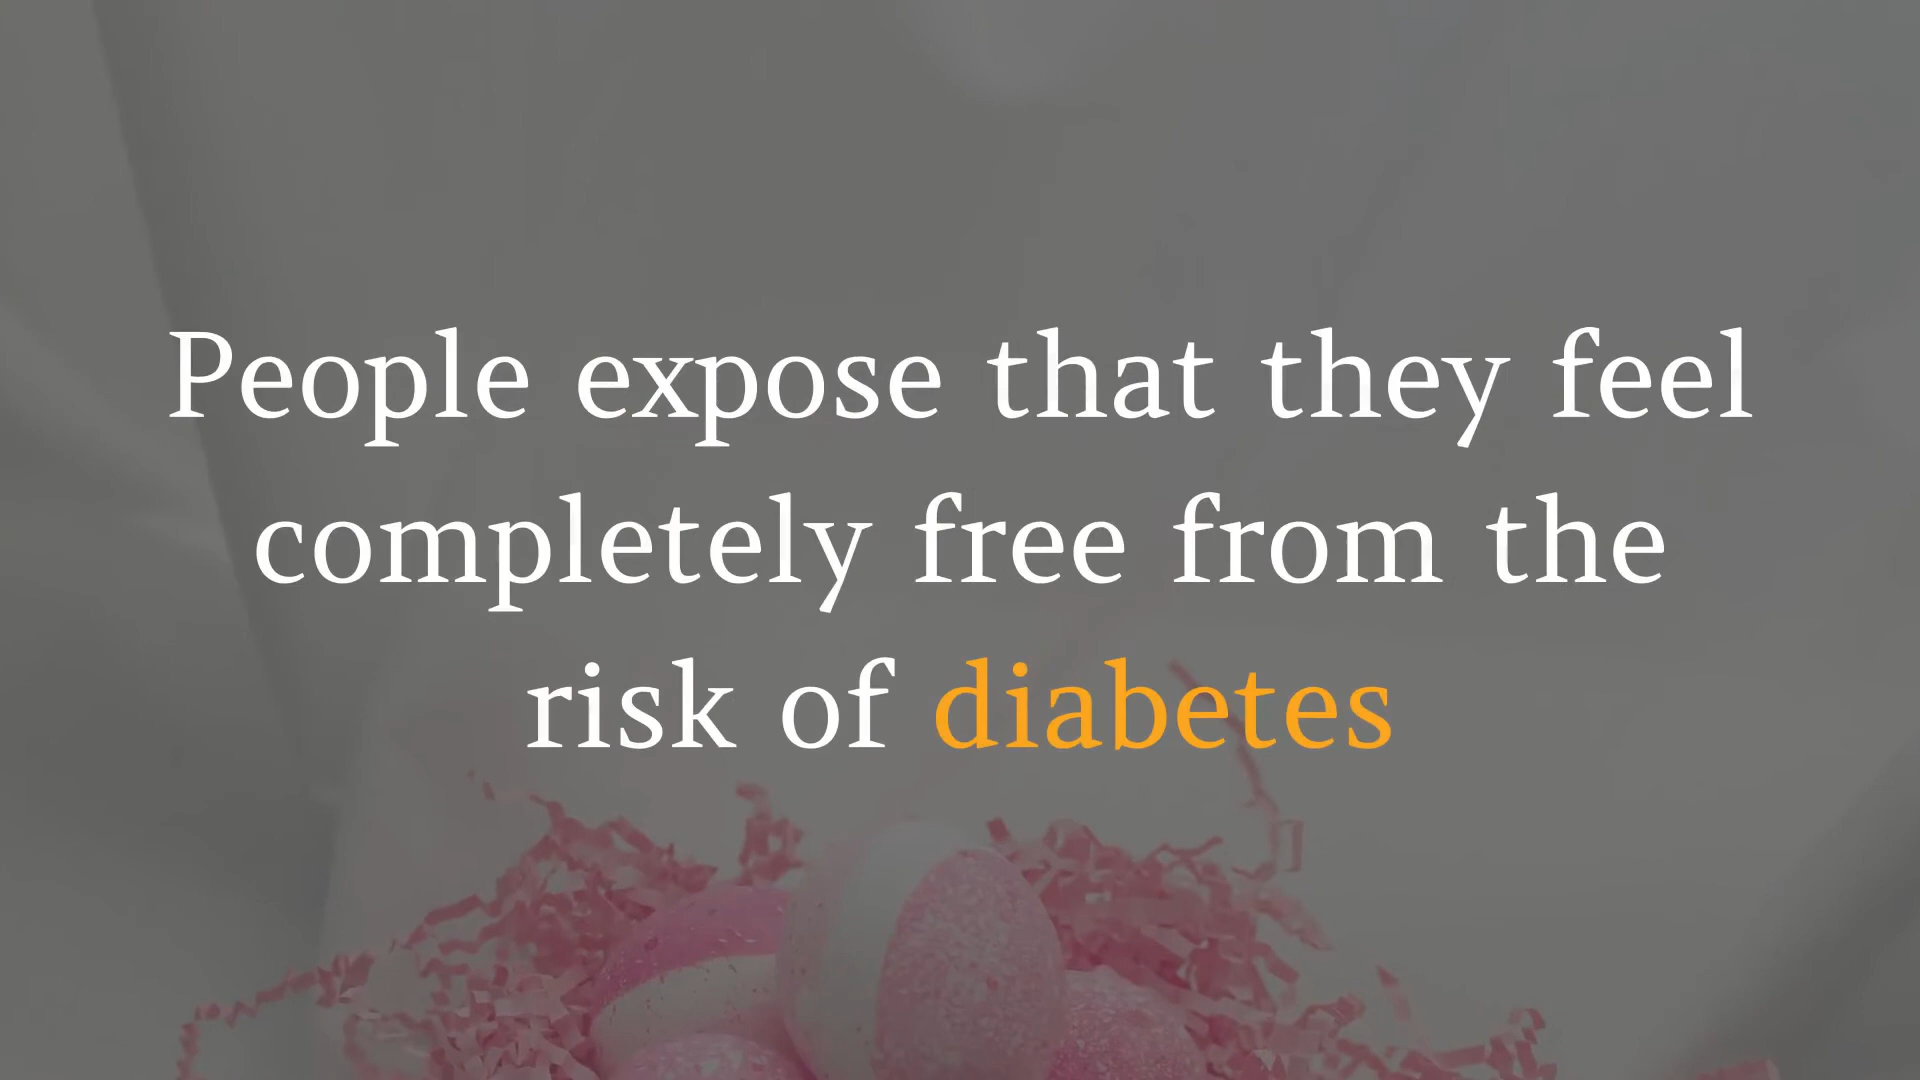 People expose that they feel
completely free from the
risk of diabetes